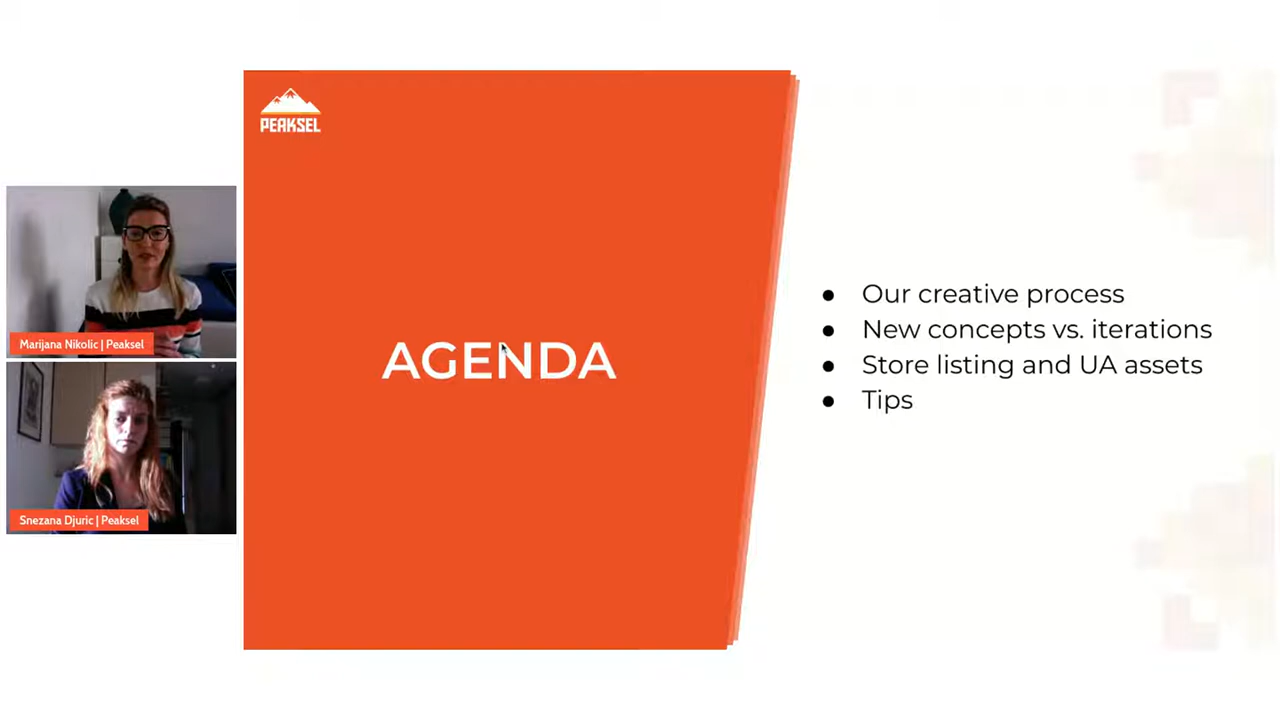 PEAKSEL
Marijana Nikolic | Peaksel
Snezana Djuric | Peaksel
AGENDA
● Our creative process
● New concepts vs. iterations
● Store listing and UA assets
● Tips